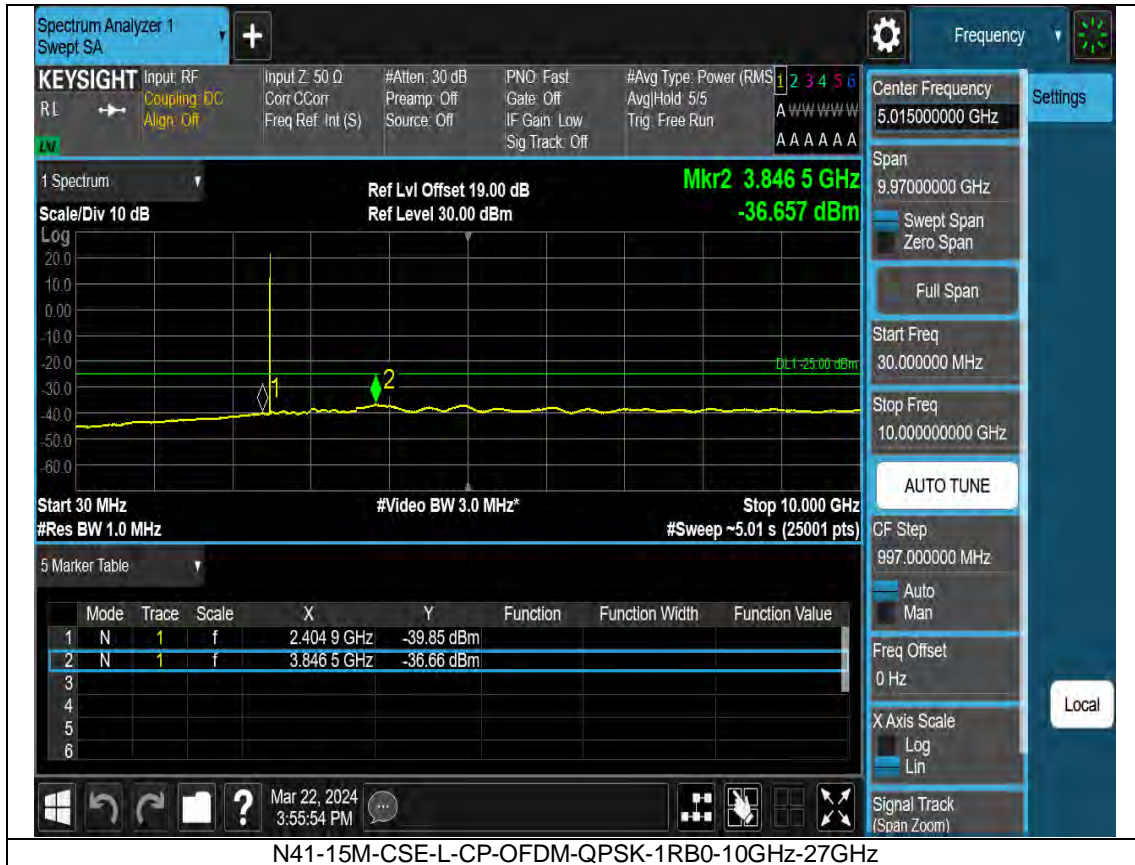 Spectrum Analyzer 1
Swept SA
Frequency
KEYSIGHT
RL
Input: RF
Coupling: DC
Align: Off
Input Z: 50 Ω
Corr CCorr
Freq Ref: Int (S)
#Atten: 30 dB
Preamp: Off
Source: Off
PNO: Fast
Gate: Off
IF Gain: Low
Sig Track: Off
#Avg Type: Power (RMS
Avg|Hold: 5/5
Trig: Free Run
1 2 3 4 5 6
A W W W W W
A A A A A A
Settings
Center Frequency
5.015000000 GHz
Span
9.97000000 GHz
Swept Span
Zero Span
Full Span
Start Freq
30.000000 MHz
Stop Freq
10.000000000 GHz
AUTO TUNE
CF Step
997.000000 MHz
Auto
Man
Freq Offset
0 Hz
X Axis Scale
Log
Lin
Signal Track
(Span Zoom)
Local
1 Spectrum
Scale/Div 10 dB
Ref Lvl Offset 19.00 dB
Ref Level 30.00 dBm
Mkr2 3.846 5 GHz
-36.657 dBm
Log
20.0
10.0
0.00
-10.0
-20.0
-30.0
-40.0
-50.0
-60.0
DL1 -25.00 dBm
1
2
Start 30 MHz
#Video BW 3.0 MHz*
Stop 10.000 GHz
#Res BW 1.0 MHz
#Sweep ~5.01 s (25001 pts)
5 Marker Table
Mode Trace Scale X Y Function Function Width Function Value
1 N 1 f 2.404 9 GHz -39.85 dBm
2 N 1 f 3.846 5 GHz -36.66 dBm
3
4
5
6
?
Mar 22, 2024
3:55:54 PM
N41-15M-CSE-L-CP-OFDM-QPSK-1RB0-10GHz-27GHz